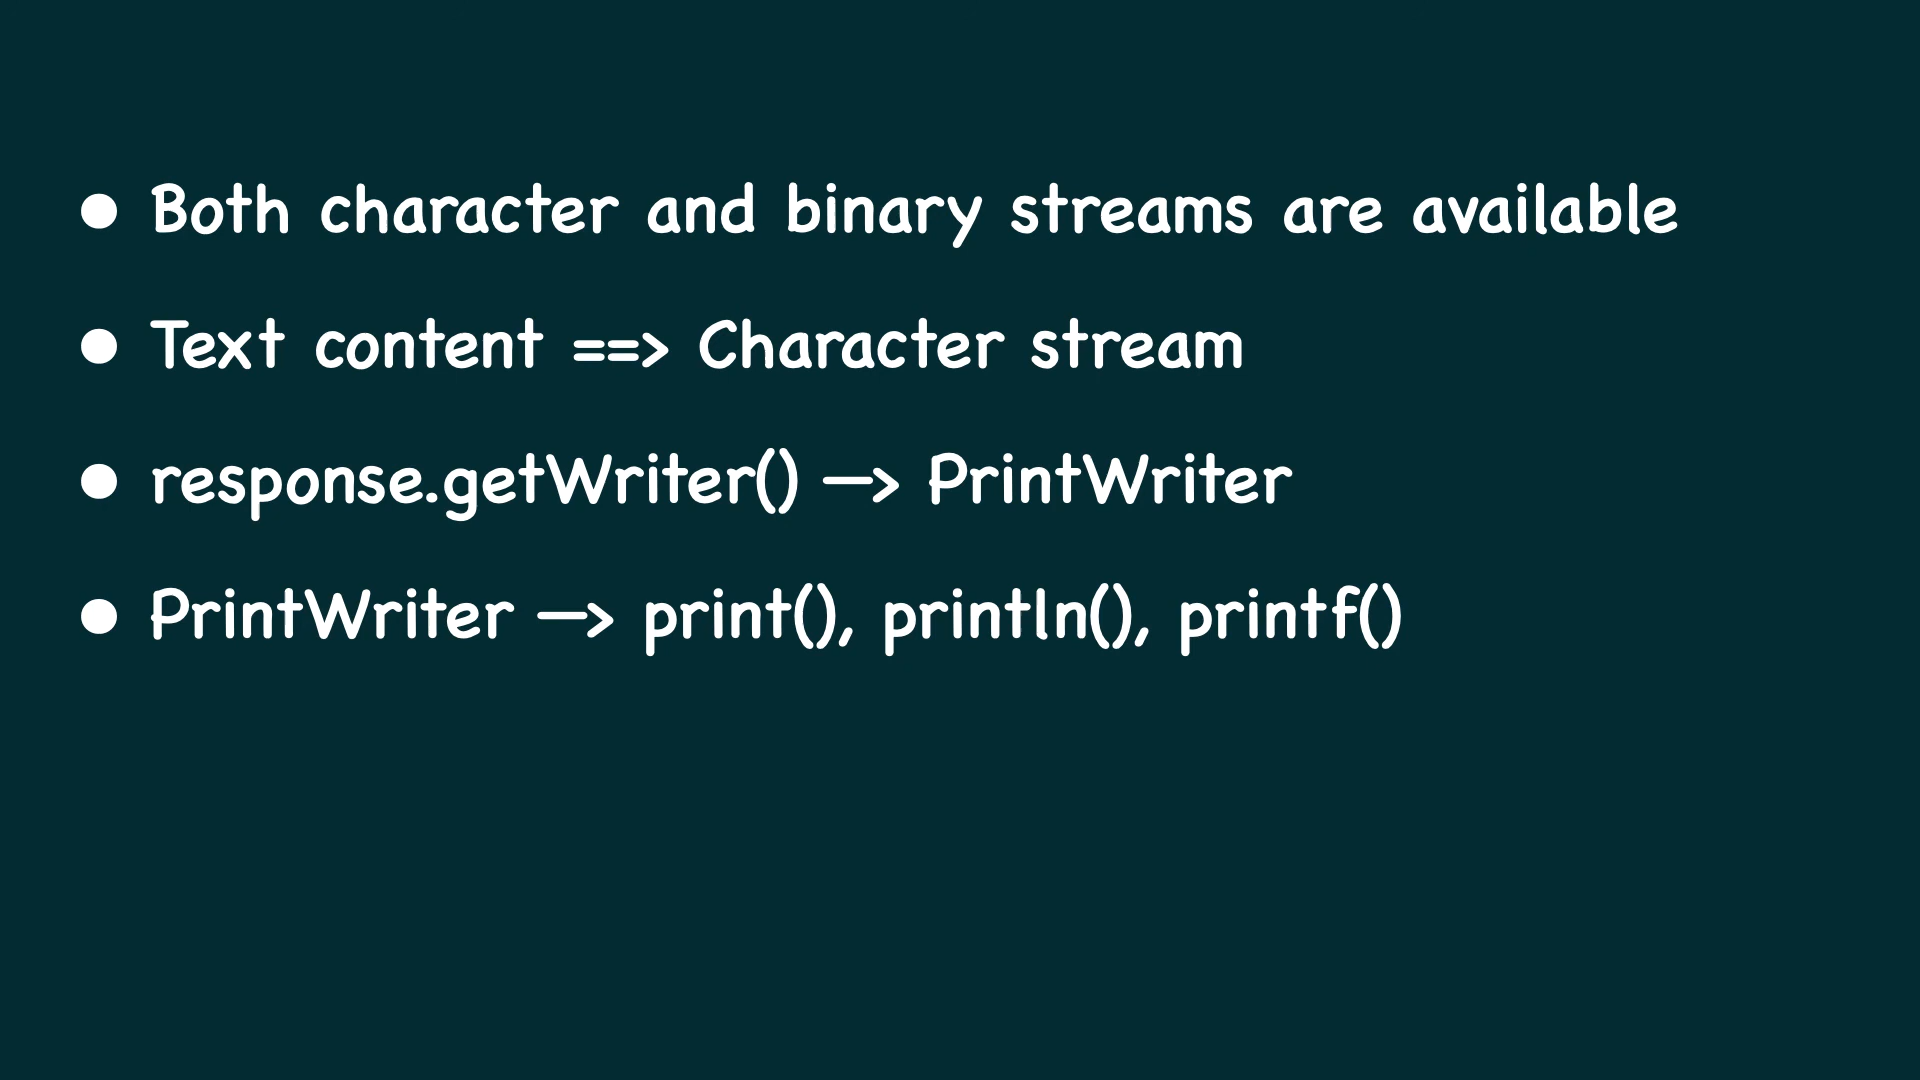 • Both character and binary streams are available
• Text content ==> Character stream
• response.getWriter() —> PrintWriter
• PrintWriter —> print(), println(), printf()